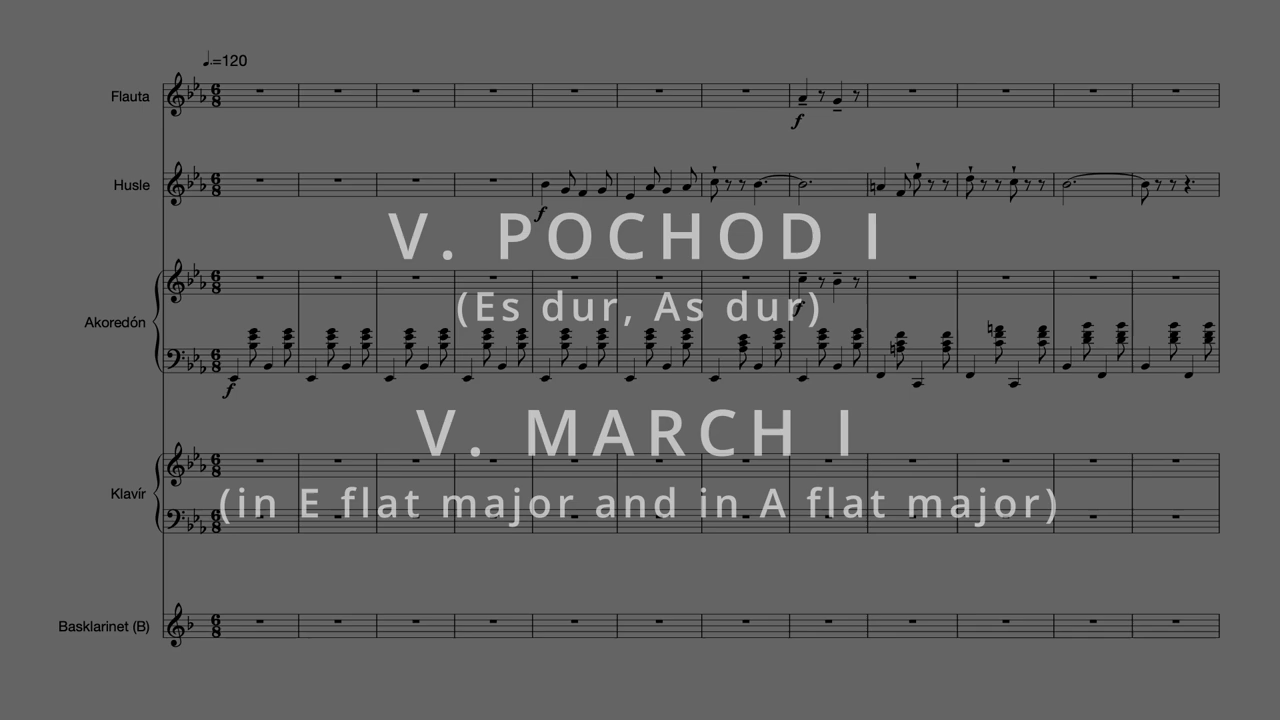 ♩.=120
Flauta
f
Husle
f
V. POCHOD I
(Es dur, As dur)
f
Akoredón
f
V. MARCH I
(in E flat major and in A flat major)
Klavír
Basklarinet (B)